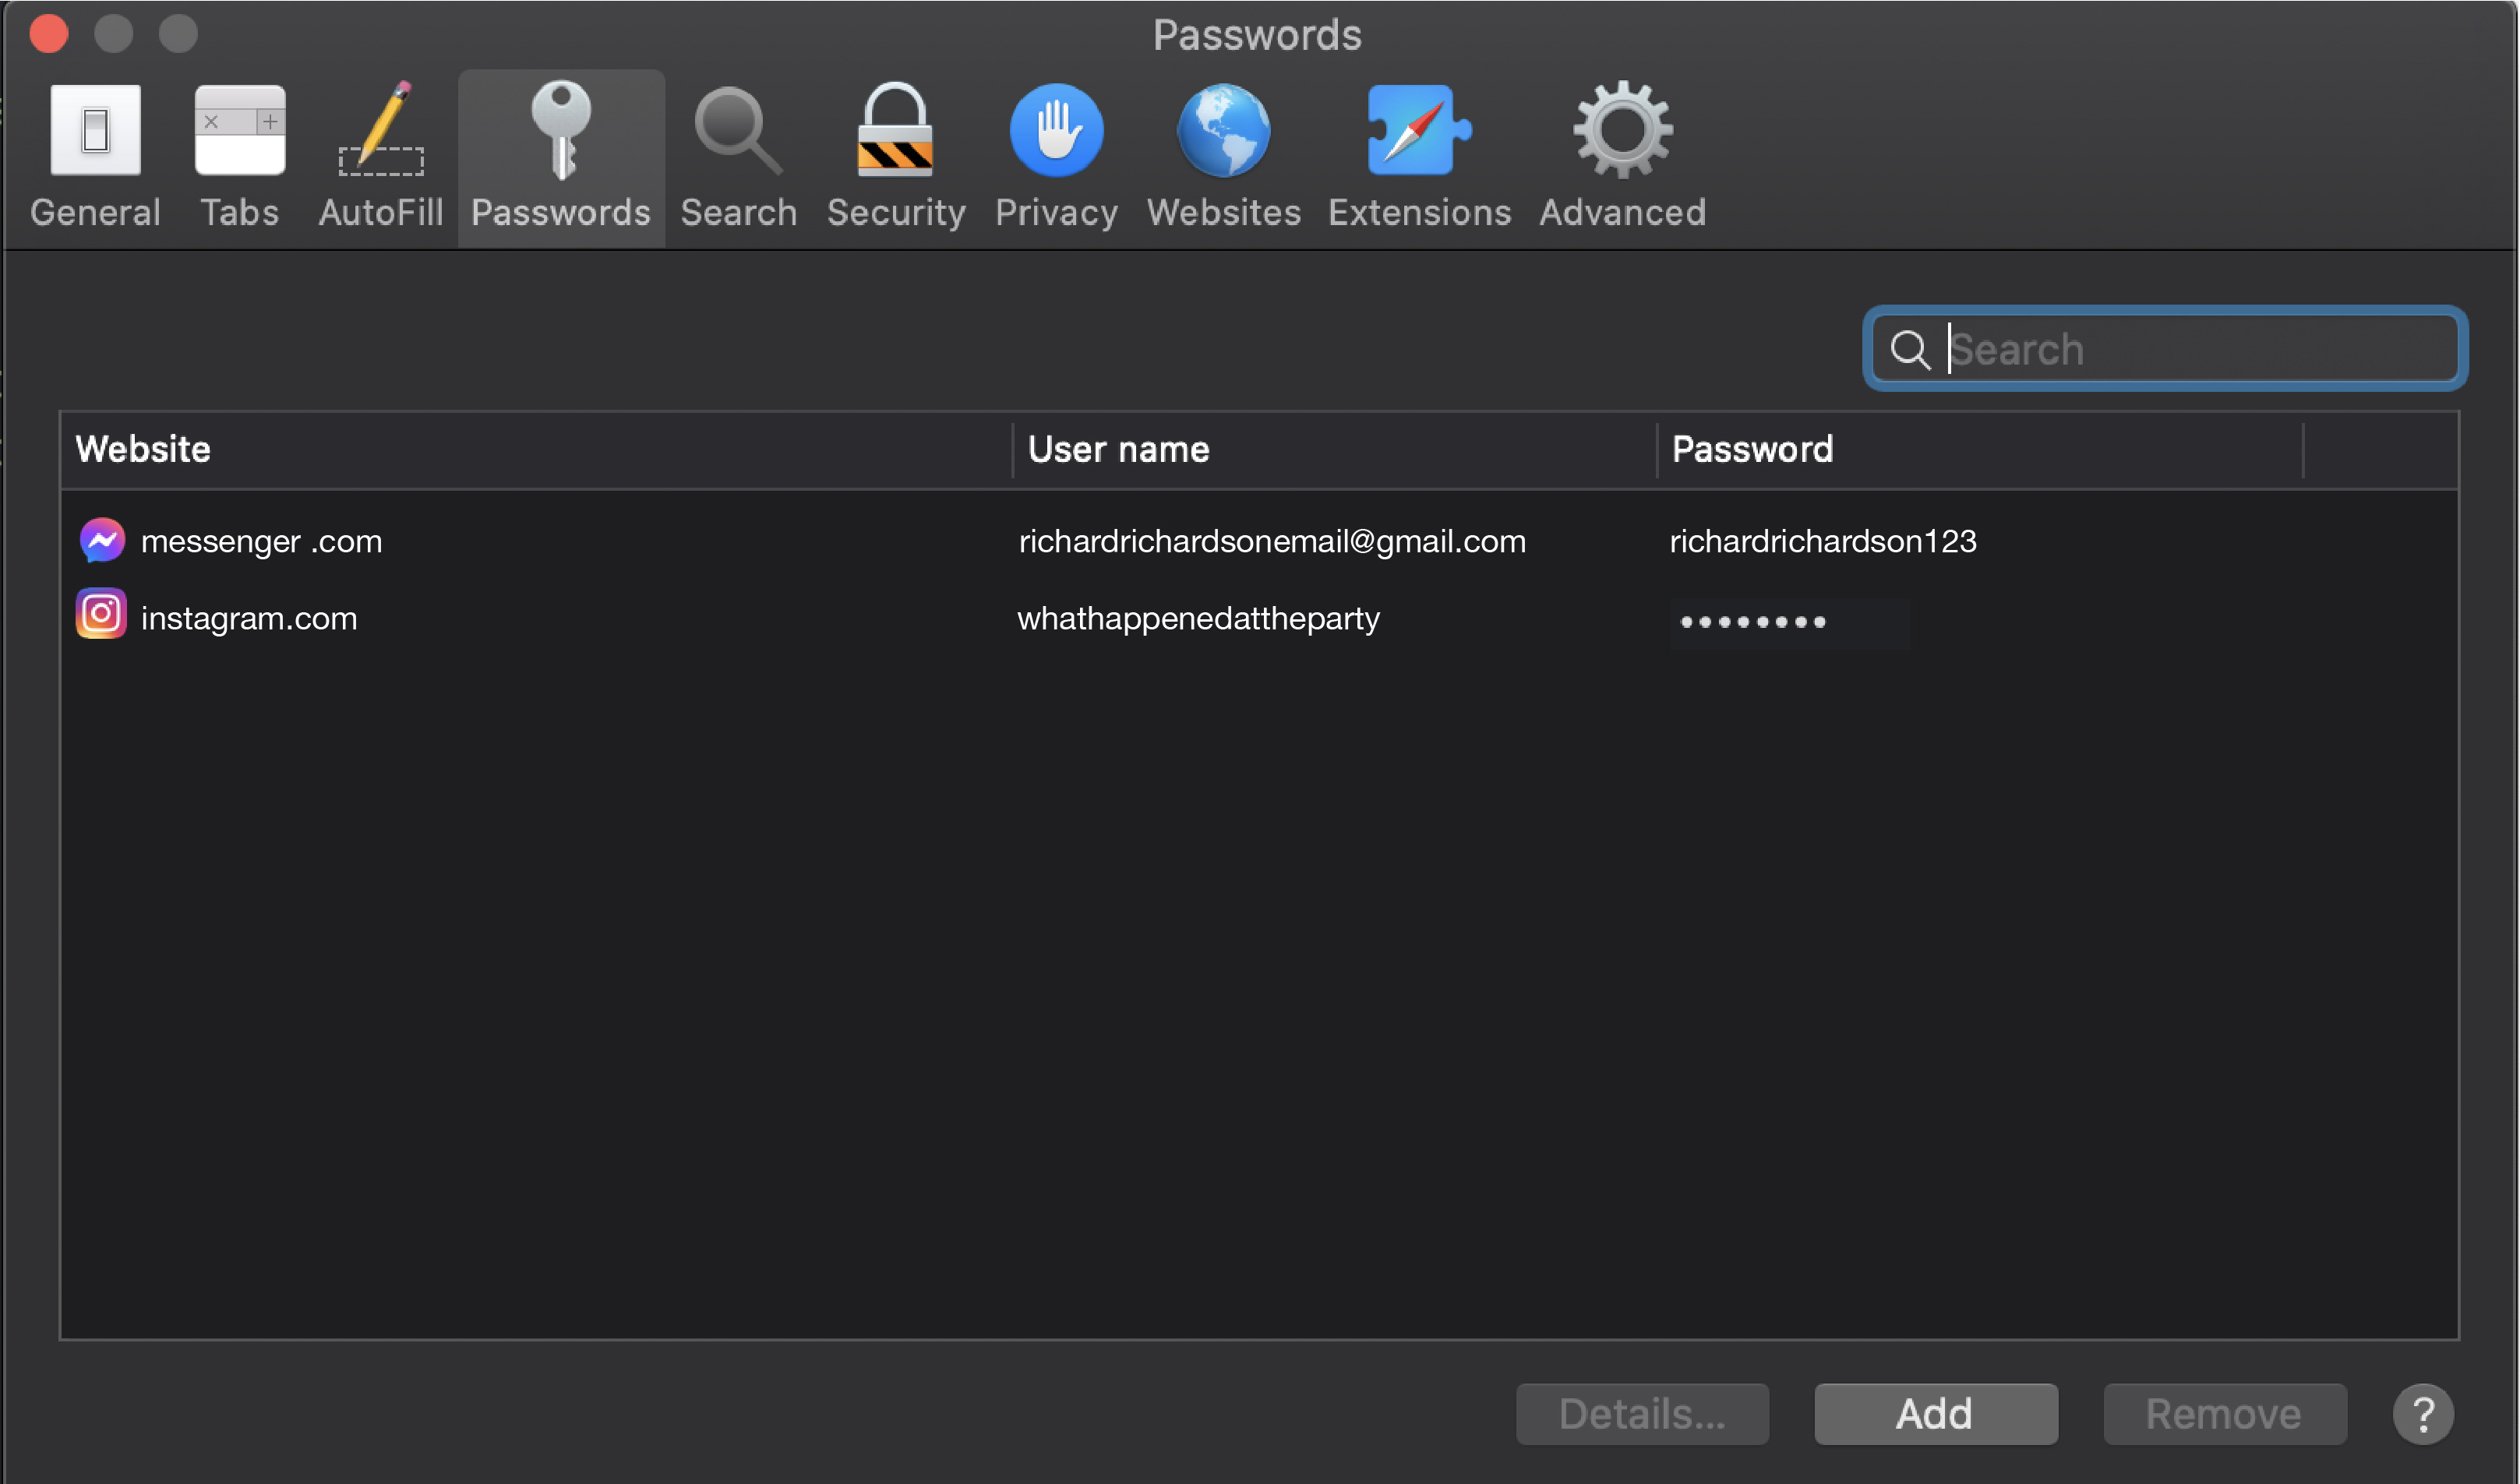 Passwords
General Tabs AutoFill Passwords Search Security Privacy Websites Extensions Advanced
Search
Website User name Password
messenger .com richardrichardsonemail@gmail.com richardrichardson123
instagram.com whathappenedattheparty ••••••••
Details... Add Remove ?